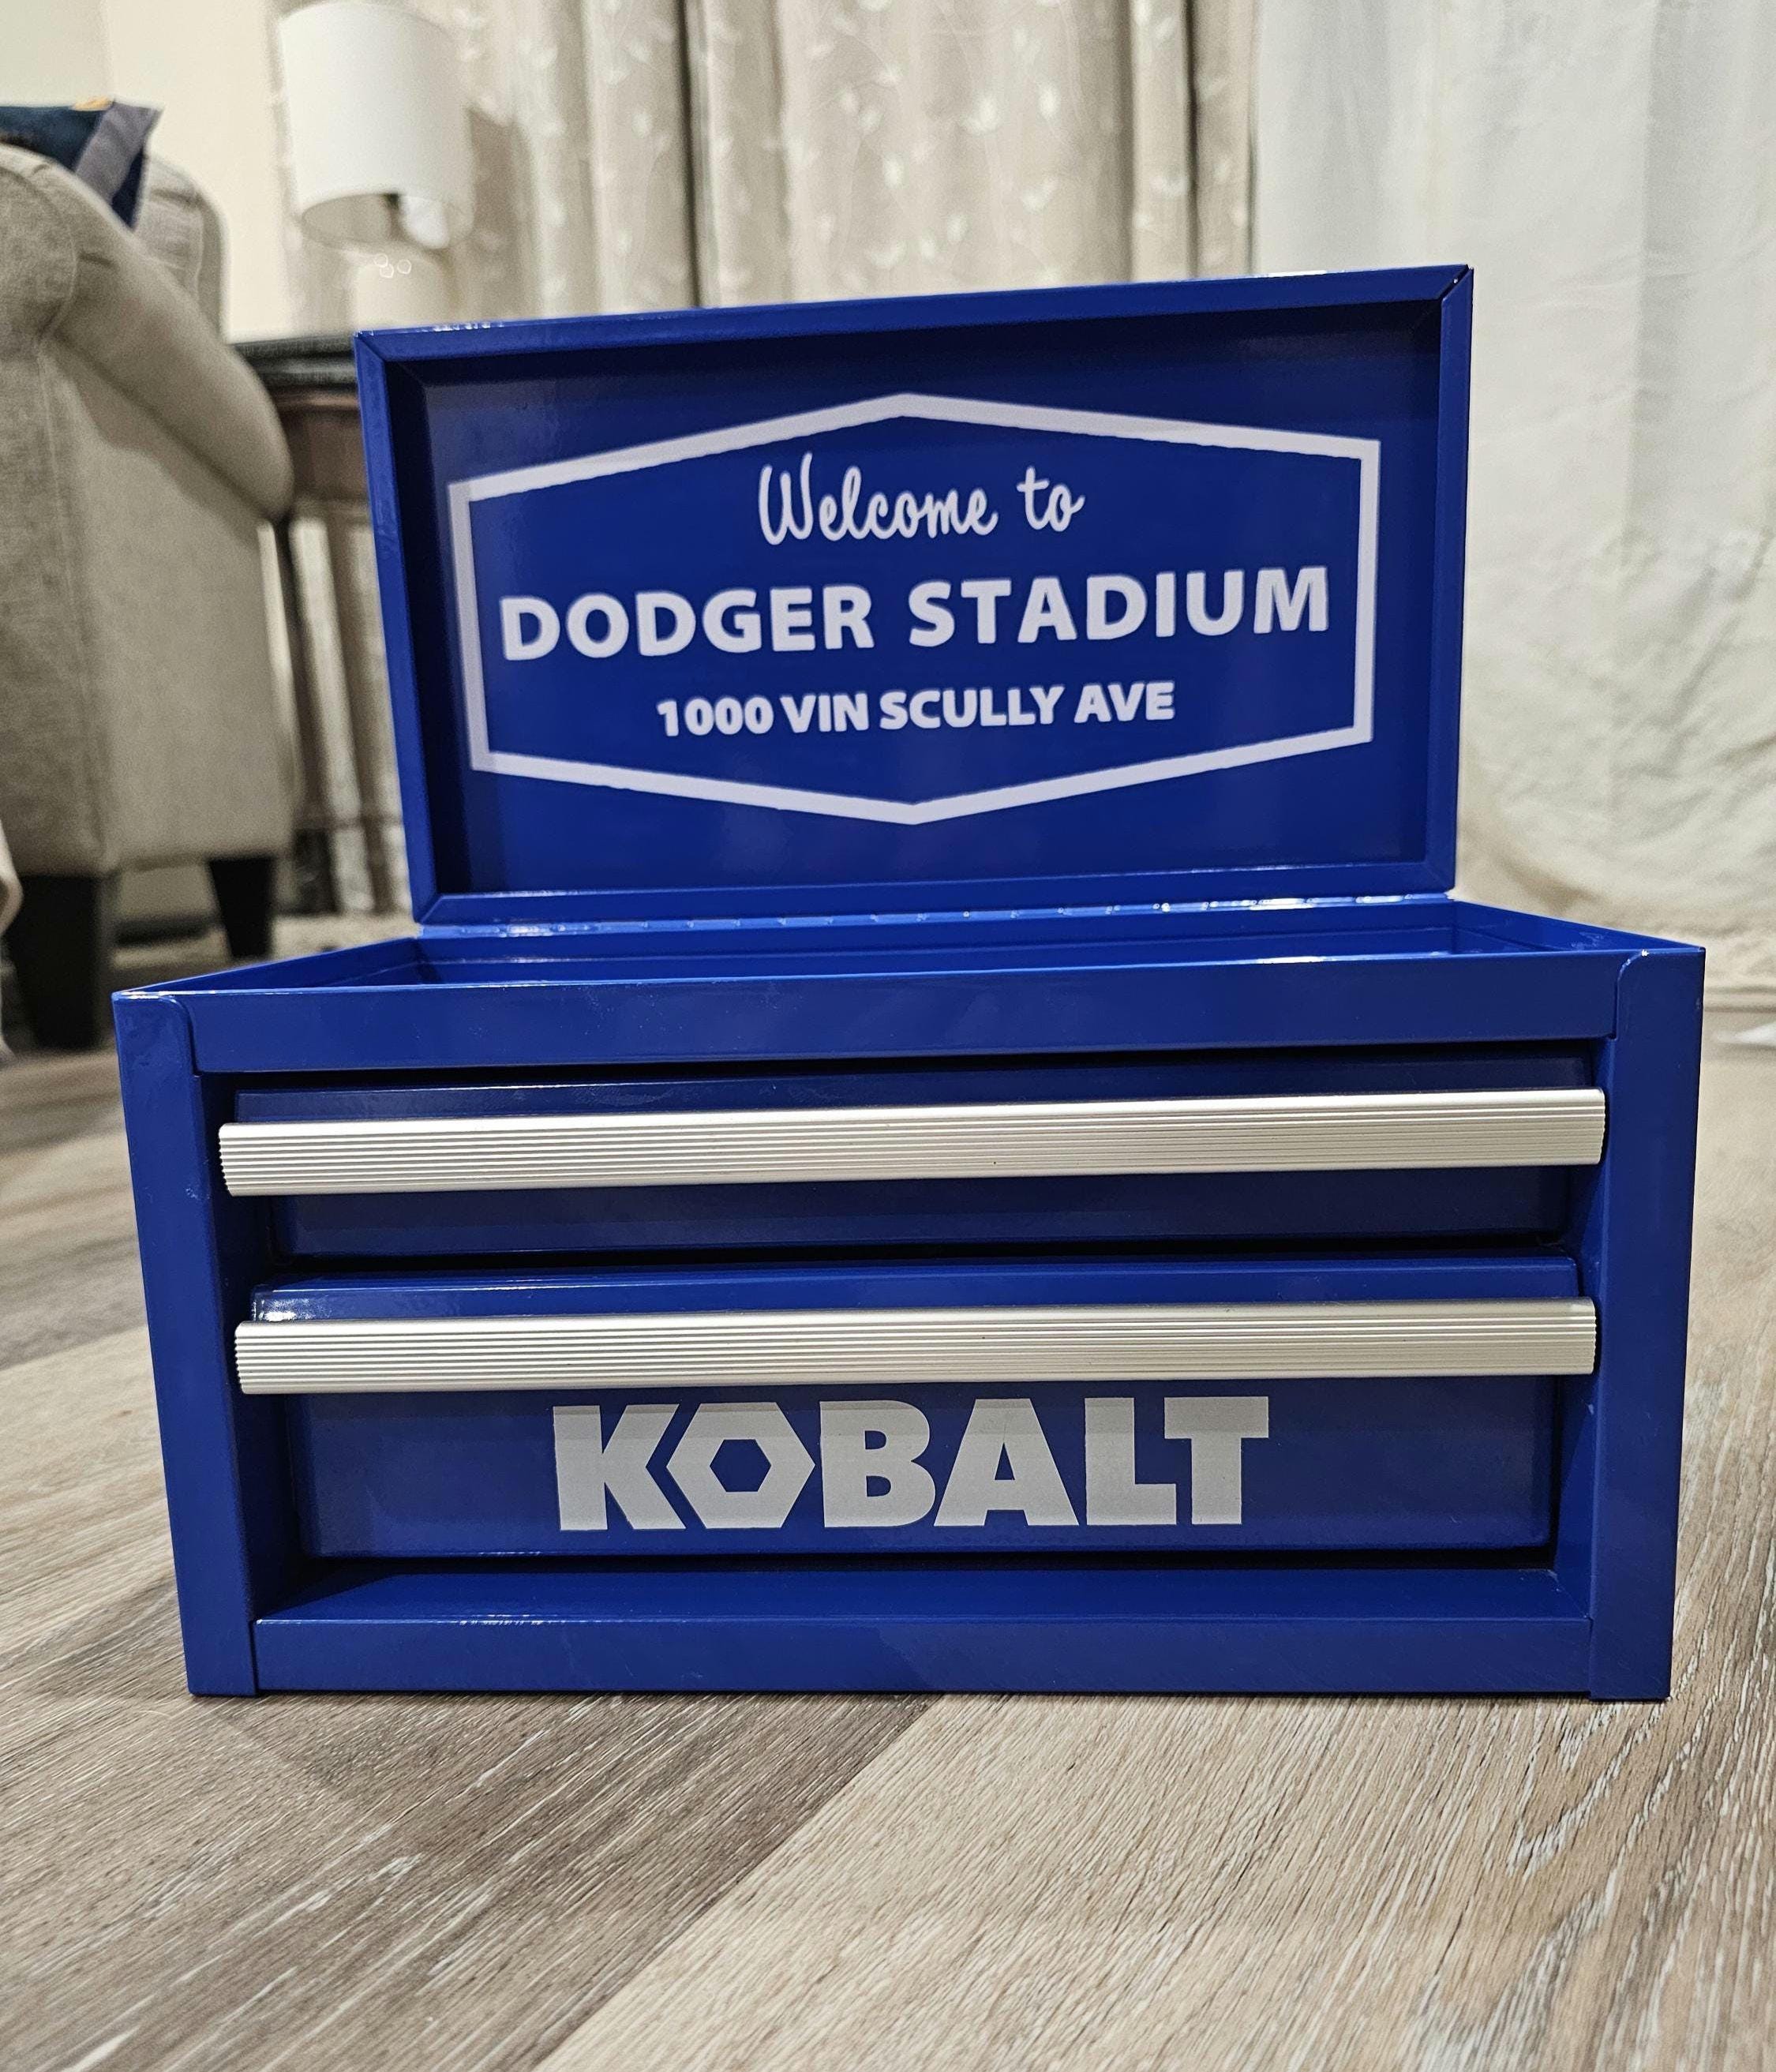 Welcome to
DODGER STADIUM
1000 VIN SCULLY AVE
KOBALT